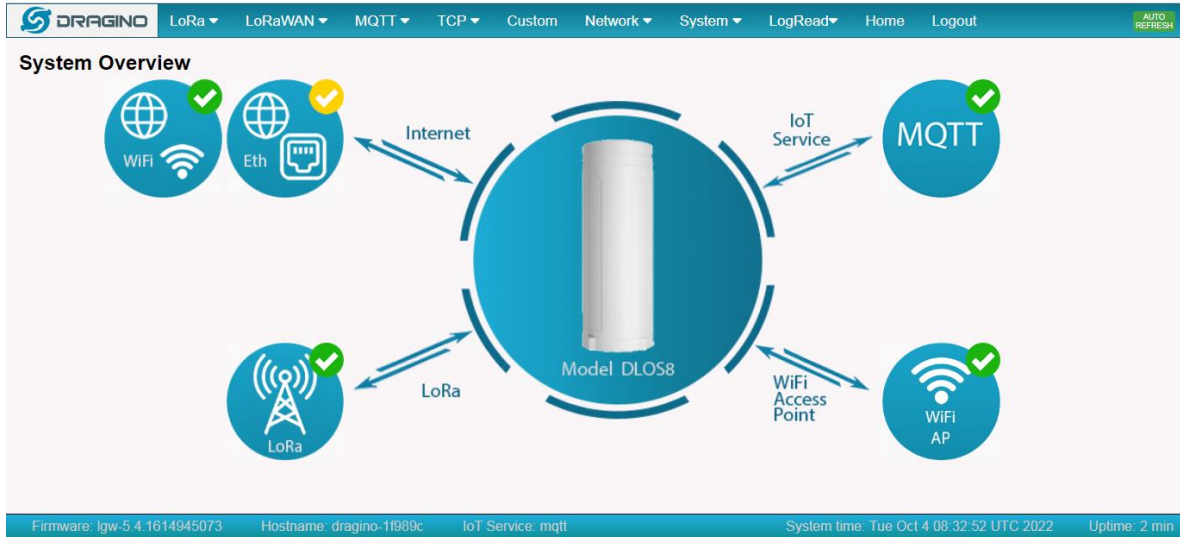 DRAGINO LoRa LoRaWAN MQTT TCP Custom Network System LogRead Home Logout AUTO REFRESH
System Overview
WiFi
Eth
Internet
IoT
Service
MQTT
Model DLOS8
LoRa
LoRa
WiFi
Access
Point
WiFi
AP
Firmware: lgw-5.4.1614945073 Hostname: dragino-1f989c IoT Service: mqtt System time: Tue Oct 4 08:32:52 UTC 2022 Uptime: 2 min